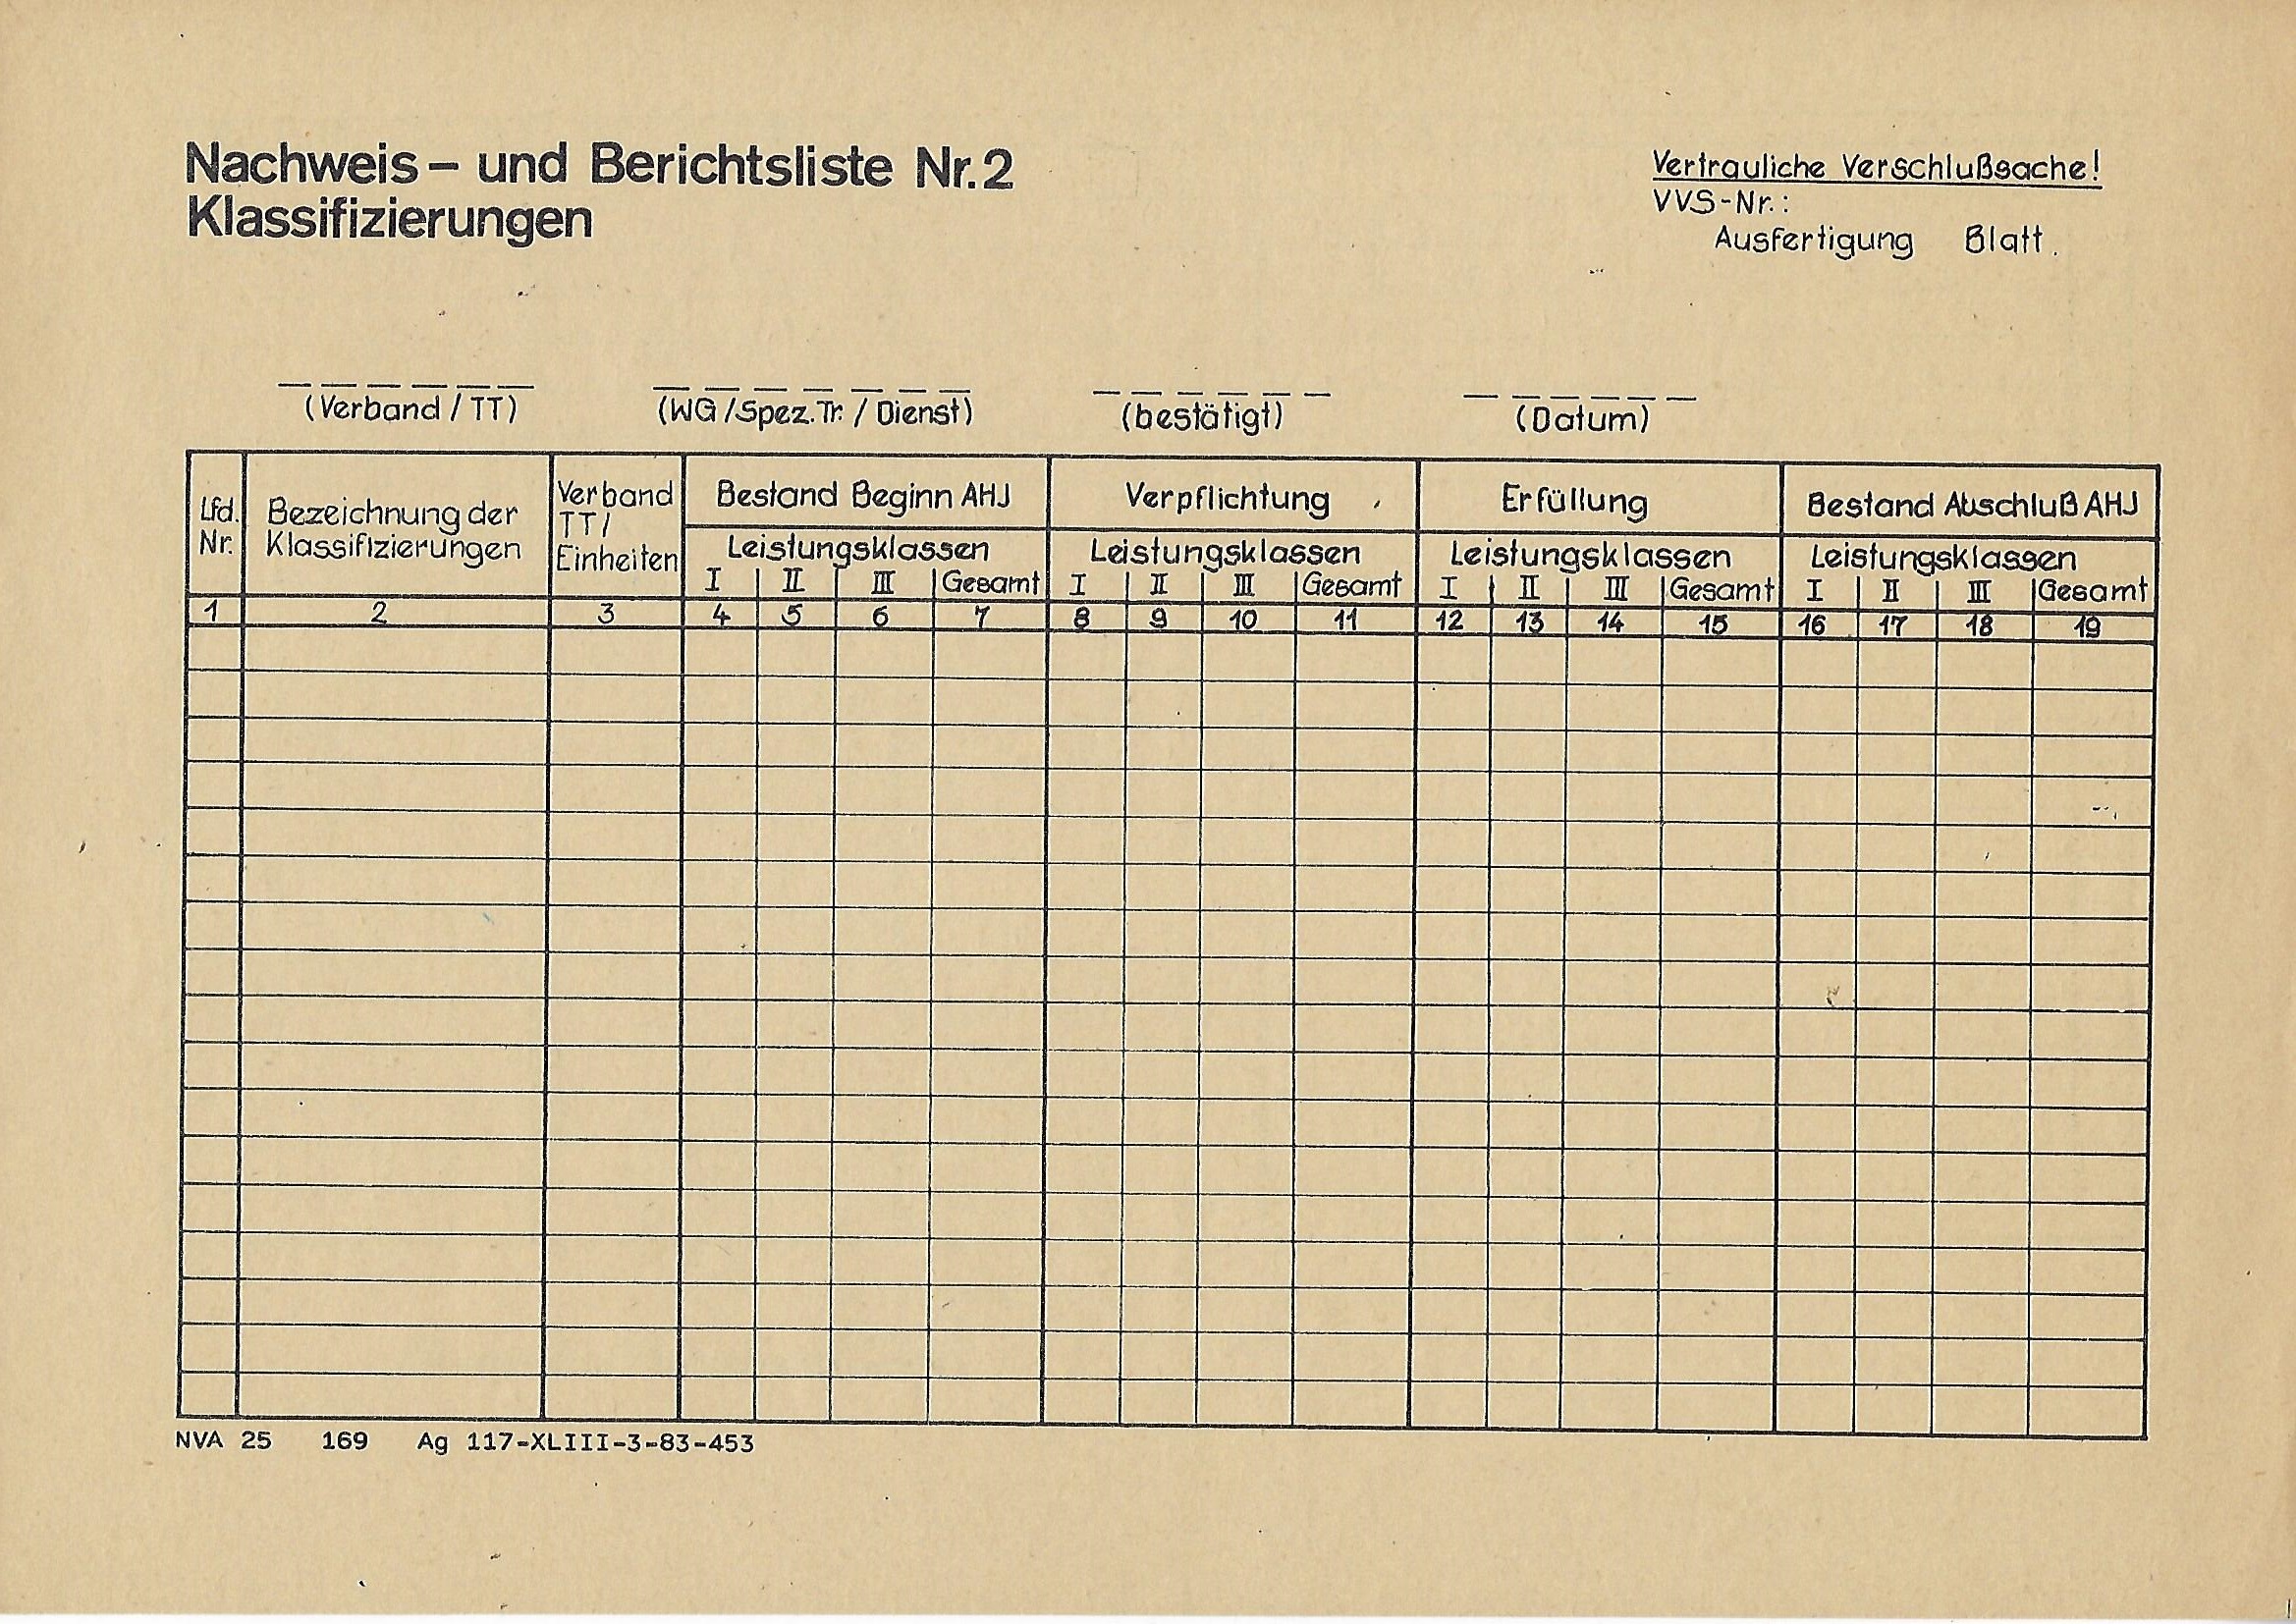 Nachweis – und Berichtsliste Nr. 2
Klassifizierungen
Vertrauliche Verschlußsache!
VVS-Nr.:
Ausfertigung Blatt.
(Verband / TT) (WG / Spez. Tr. / Dienst) (bestätigt) (Datum)
Lfd. Nr.
Bezeichnung der Klassifizierungen
Verband TT / Einheiten
Bestand Beginn AHJ Verpflichtung Erfüllung Bestand Abschluß AHJ
Leistungsklassen Leistungsklassen Leistungsklassen Leistungsklassen
I II III Gesamt I II III Gesamt I II III Gesamt I II III Gesamt
1 2 3 4 5 6 7 8 9 10 11 12 13 14 15 16 17 18 19
NVA 25 169 Ag 117-XLIII-3-83-453